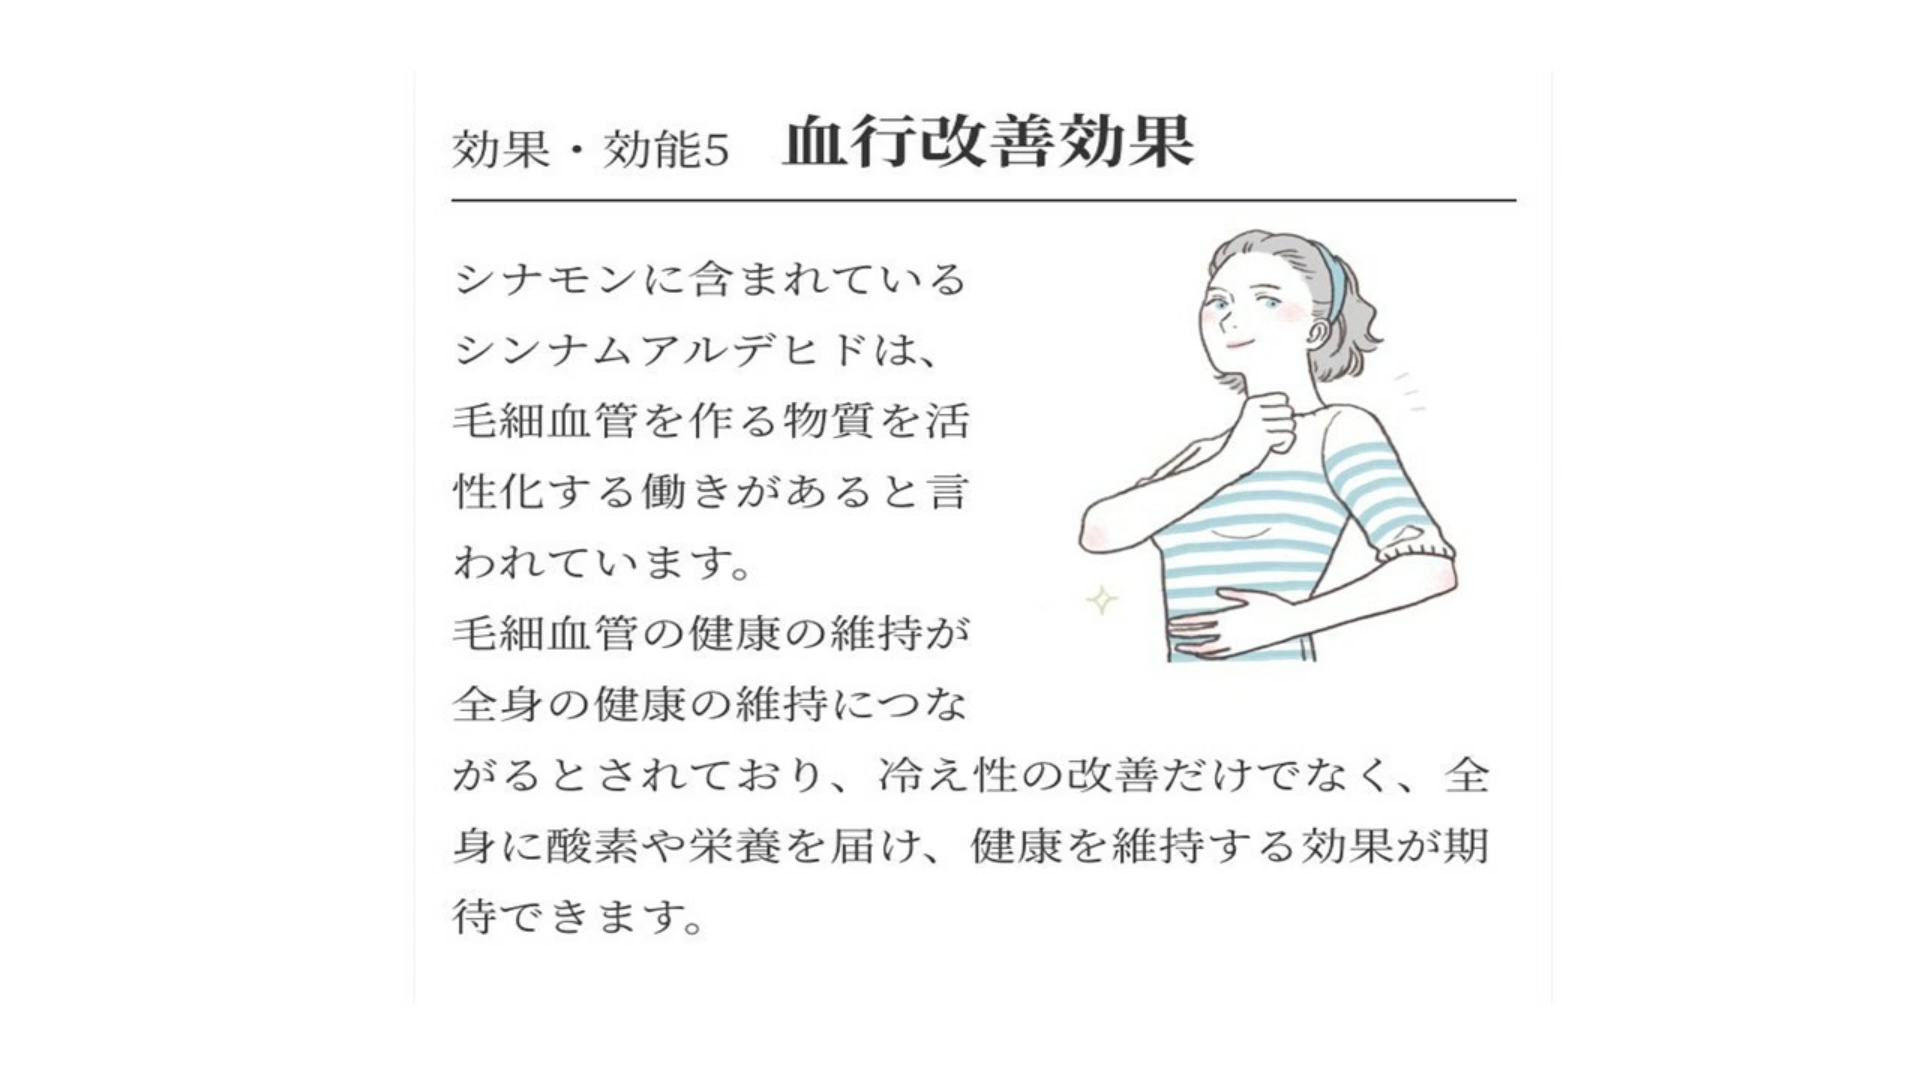 効果・効能5　血行改善効果
シナモンに含まれている
シンナムアルデヒドは、
毛細血管を作る物質を活
性化する働きがあると言
われています。
毛細血管の健康の維持が
全身の健康の維持につな
がるとされており、冷え性の改善だけでなく、全
身に酸素や栄養を届け、健康を維持する効果が期
待できます。